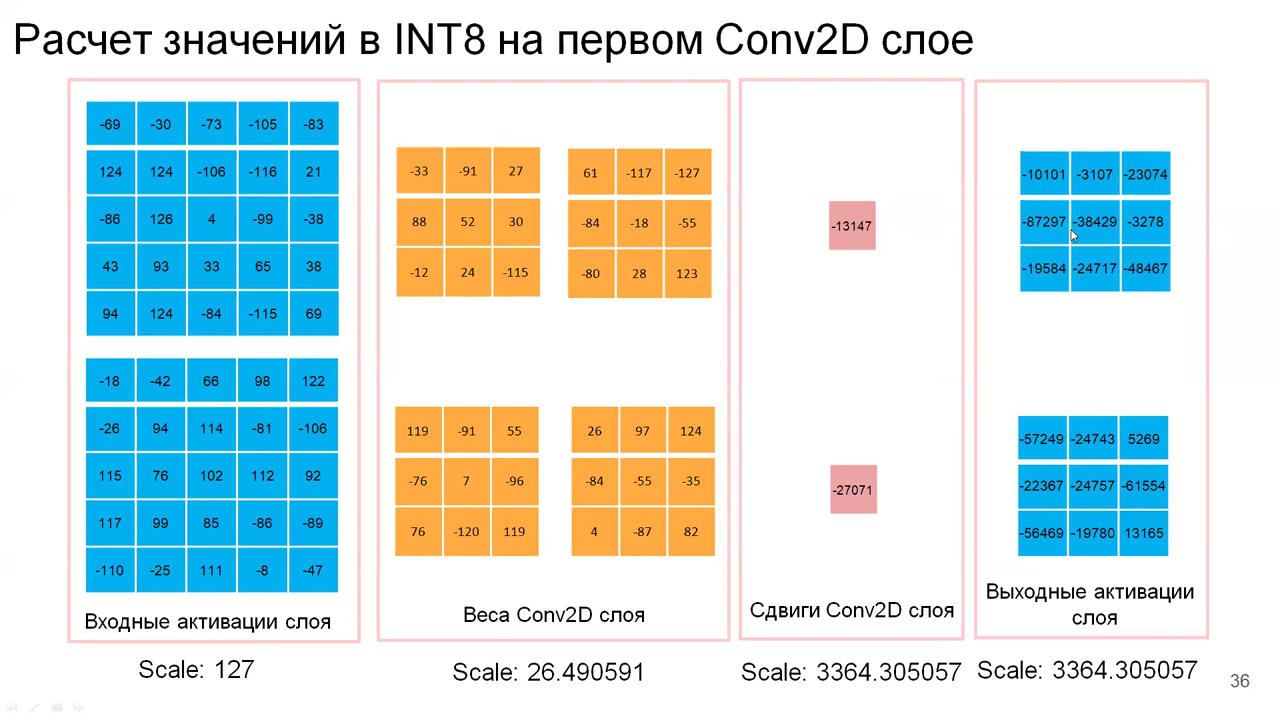 Расчет значений в INT8 на первом Conv2D слое
-69 -30 -73 -105 -83
124 124 -106 -116 21
-86 126 4 -99 -38
43 93 33 65 38
94 124 -84 -115 69
-18 -42 66 98 122
-26 94 114 -81 -106
115 76 102 112 92
117 99 85 -86 -89
-110 -25 111 -8 -47
Входные активации слоя
Scale: 127
-33 -91 27
88 52 30
-12 24 -115
61 -117 -127
-84 -18 -55
-80 28 123
119 -91 55
-76 7 -96
76 -120 119
26 97 124
-84 -55 -35
4 -87 82
Веса Conv2D слоя
Scale: 26.490591
-13147
-27071
Сдвиги Conv2D слоя
Scale: 3364.305057
-10101 -3107 -23074
-87297 -38429 -3278
-19584 -24717 -48467
-57249 -24743 5269
-22367 -24757 -61554
-56469 -19780 13165
Выходные активации
слоя
Scale: 3364.305057
36